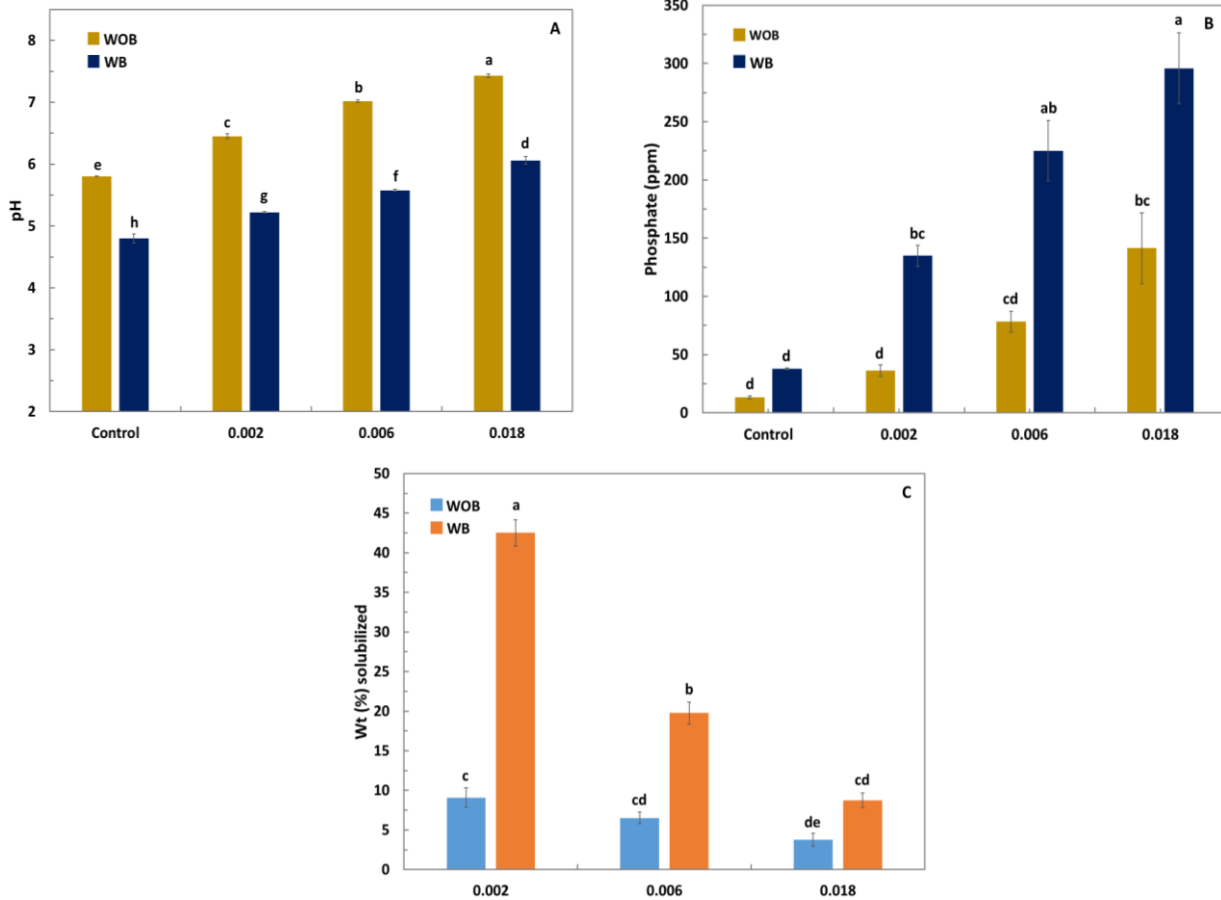 A
WOB
WB
8
7
6
5
4
3
2
pH
e
h
c
g
b
f
a
d
Control 0.002 0.006 0.018
B
WOB
WB
350
300
250
200
150
100
50
0
Phosphate (ppm)
d
d
d
bc
cd
ab
bc
a
Control 0.002 0.006 0.018
C
WOB
WB
50
45
40
35
30
25
20
15
10
5
0
Wt (%) solubilized
c
a
cd
b
de
cd
0.002 0.006 0.018